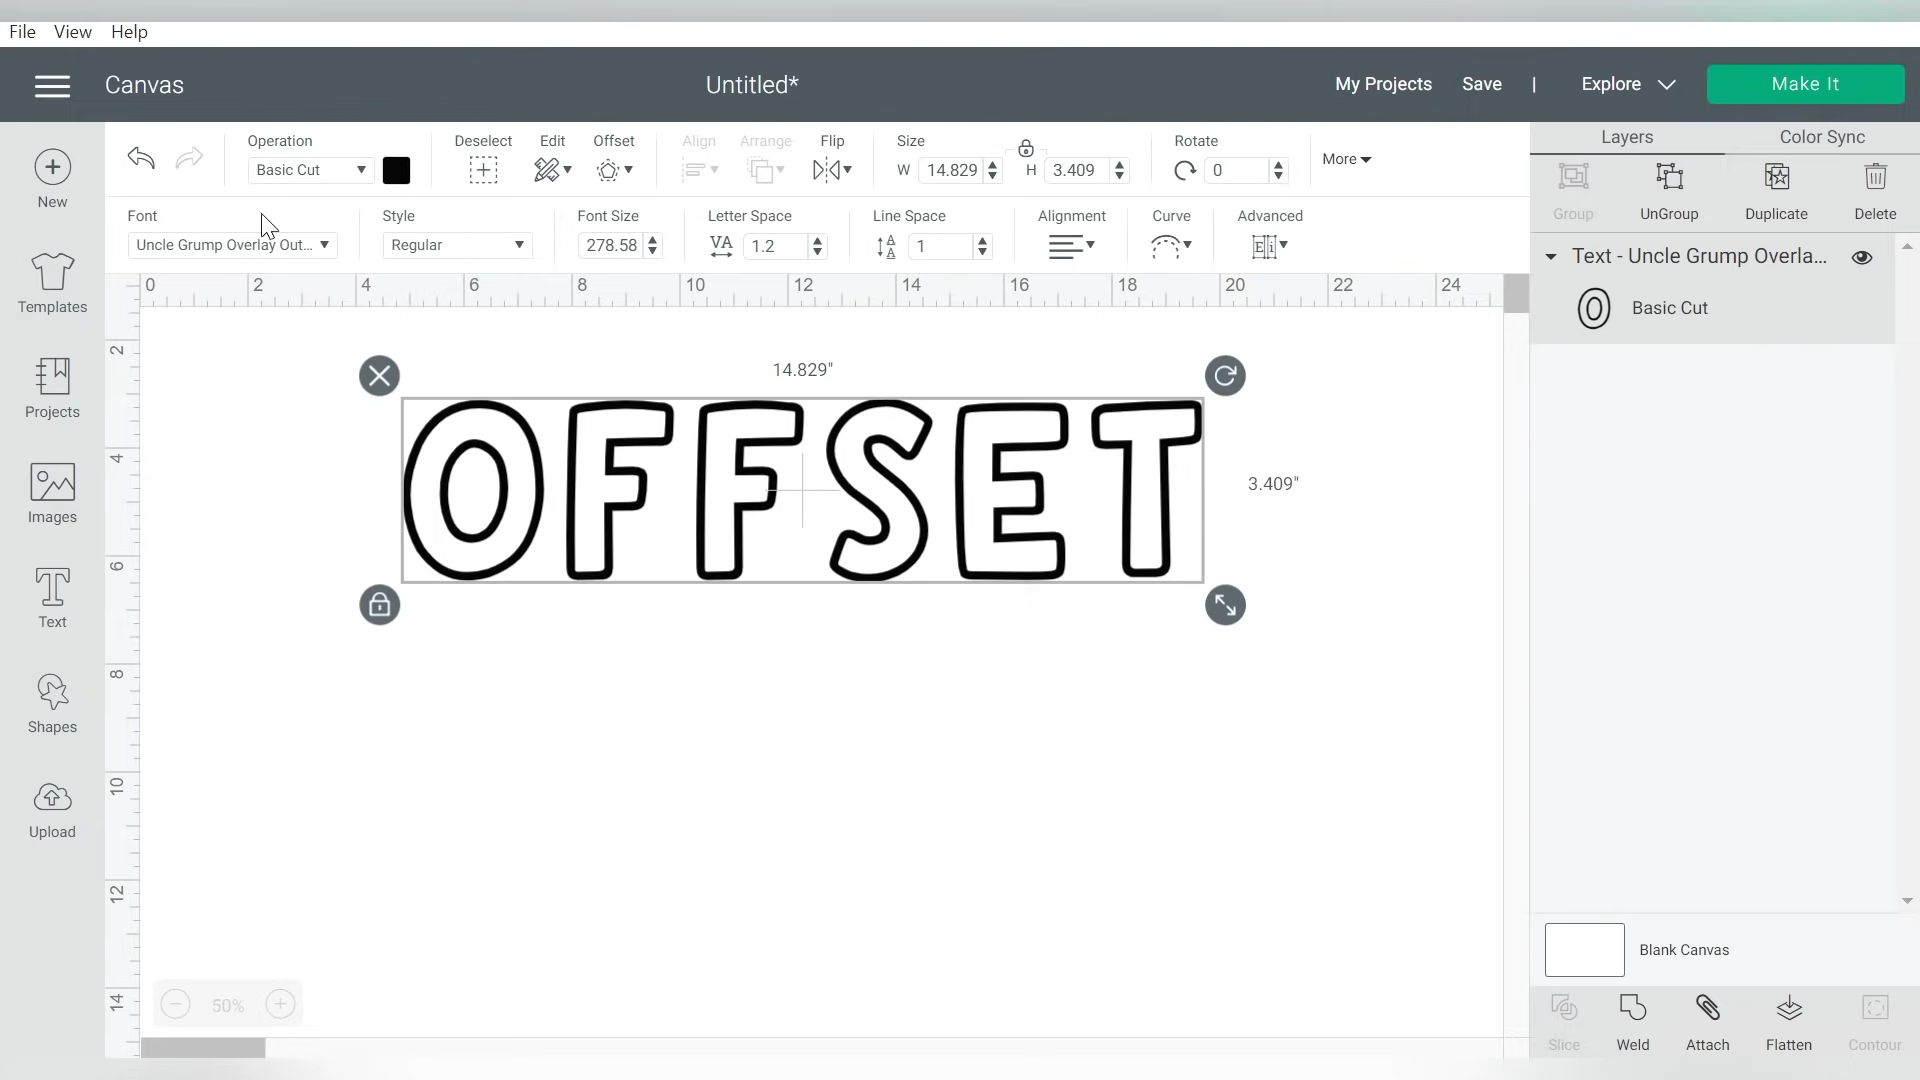 File View Help
Canvas Untitled* My Projects Save | Explore Make It
Operation Deselect Edit Offset Align Arrange Flip Size Rotate
Basic Cut W 14.829 H 3.409 0 More
Font Style Font Size Letter Space Line Space Alignment Curve Advanced
Uncle Grump Overlay Out... Regular 278.58 VA 1.2 1
New
Templates
Projects
Images
Text
Shapes
Upload
0 2 4 6 8 10 12 14 16 18 20 22 24
2
4
6
8
10
12
14
14.829"
OFFSET
3.409"
50%
Layers Color Sync
Group UnGroup Duplicate Delete
Text - Uncle Grump Overla...
Basic Cut
Blank Canvas
Slice Weld Attach Flatten Contour